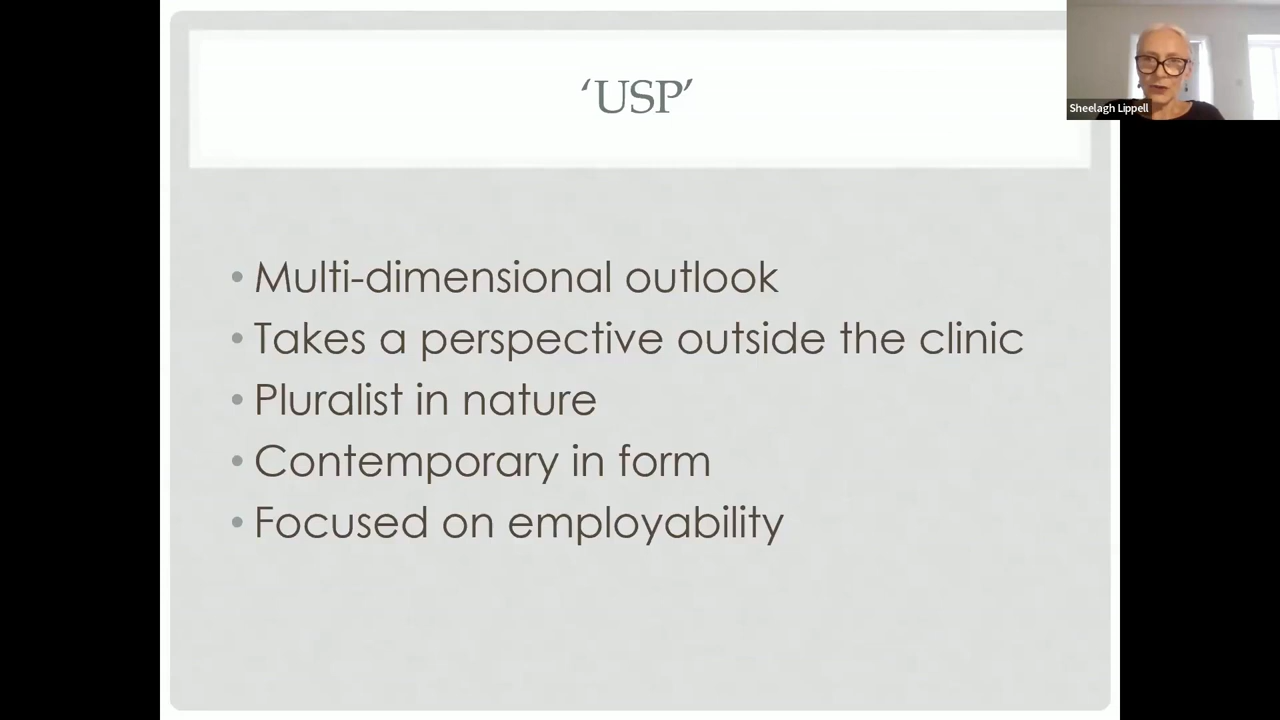 ‘USP’
Sheelagh Lippell
• Multi-dimensional outlook
• Takes a perspective outside the clinic
• Pluralist in nature
• Contemporary in form
• Focused on employability